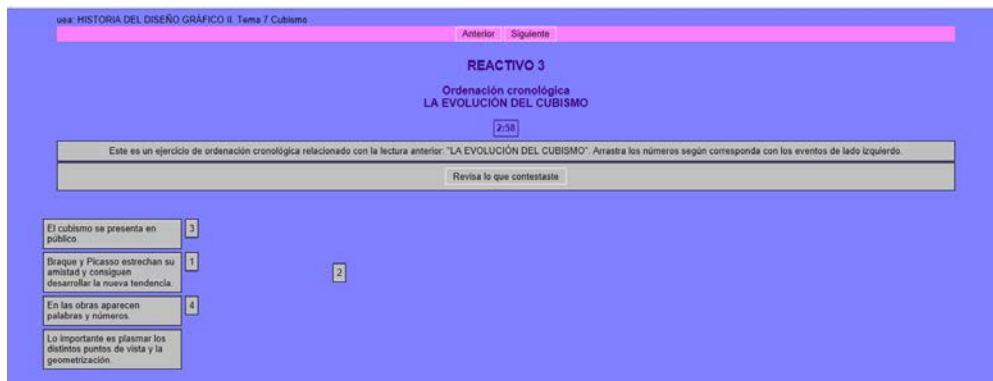 uea: HISTORIA DEL DISEÑO GRÁFICO II. Tema 7 Cubismo
Anterior Siguiente
REACTIVO 3
Ordenación cronológica
LA EVOLUCIÓN DEL CUBISMO
2:58
Este es un ejercicio de ordenación cronológica relacionado con la lectura anterior: "LA EVOLUCIÓN DEL CUBISMO". Arrastra los números según corresponda con los eventos de lado izquierdo.
Revisa lo que contestaste
El cubismo se presenta en 3
público.
Braque y Picasso estrechan su 1
amistad y consiguen 2
desarrollar la nueva tendencia.
En las obras aparecen 4
palabras y números.
Lo importante es plasmar los
distintos puntos de vista y la
geometrización.